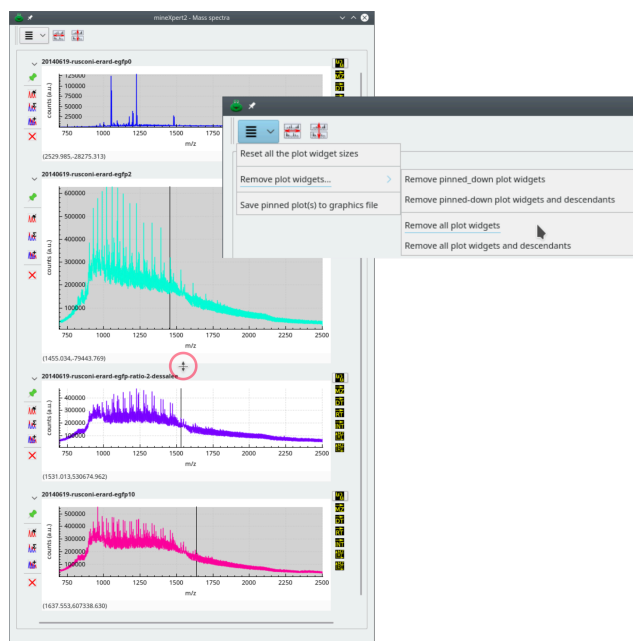 mineXpert2 - Mass spectra
20140619-rusconi-erard-egfp0
counts (a.u.)
125000
100000
75000
50000
25000
750 1000 1250 1500 1750
m/z
(2529.985,-28275.313)
20140619-rusconi-erard-egfp2
counts (a.u.)
600000
500000
400000
300000
200000
100000
750 1000 1250 1500 1750 2000 2250 2500
m/z
(1455.034,-79443.769)
20140619-rusconi-erard-egfp-ratio-2-dessalee
counts (a.u.)
400000
300000
200000
100000
750 1000 1250 1500 1750 2000 2250 2500
m/z
(1531.013,530674.962)
20140619-rusconi-erard-egfp10
counts (a.u.)
500000
400000
300000
200000
100000
750 1000 1250 1500 1750 2000 2250 2500
m/z
(1637.553,607338.630)
Reset all the plot widget sizes
Remove plot widgets...
Save pinned plot(s) to graphics file
Remove pinned_down plot widgets
Remove pinned-down plot widgets and descendants
Remove all plot widgets
Remove all plot widgets and descendants